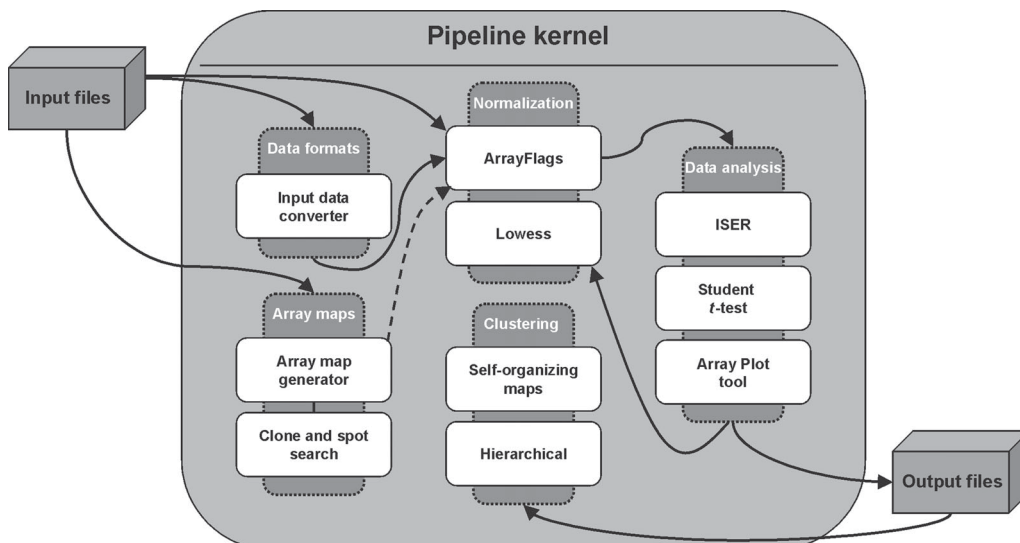 Pipeline kernel
Input files
Data formats
Input data
converter
Array maps
Array map
generator
Clone and spot
search
Normalization
ArrayFlags
Lowess
Clustering
Self-organizing
maps
Hierarchical
Data analysis
ISER
Student
t-test
Array Plot
tool
Output files